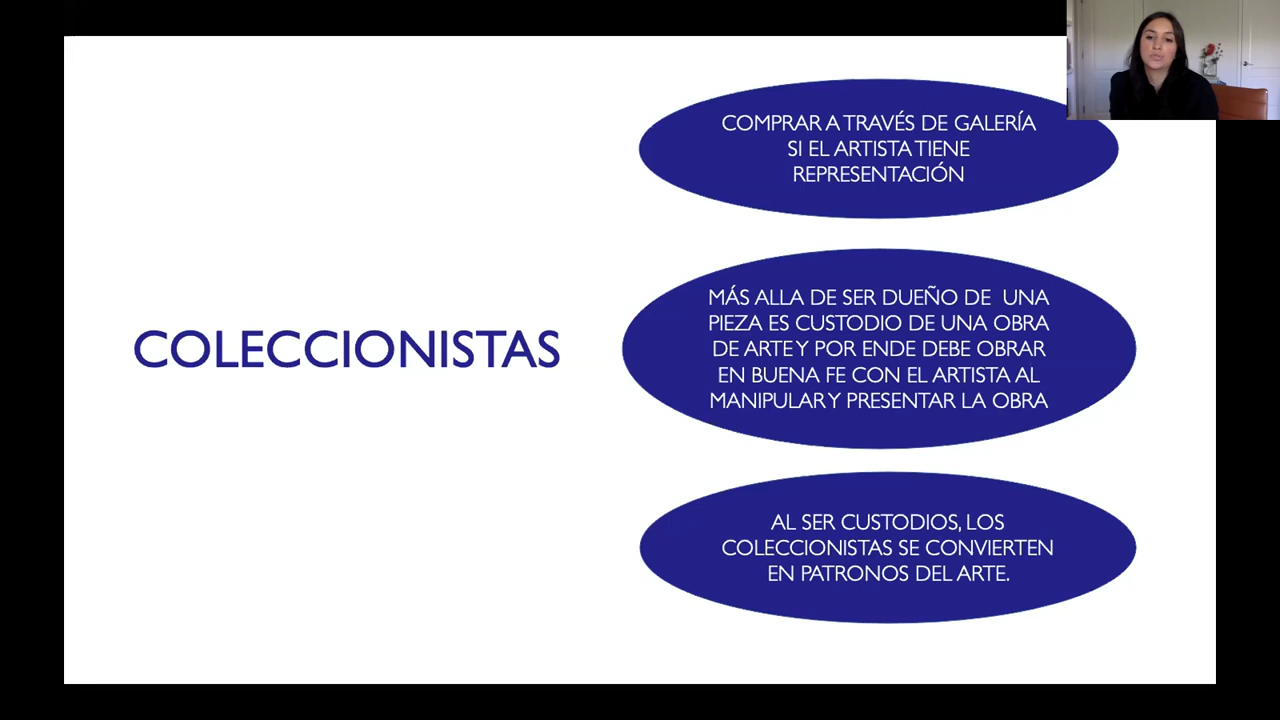 COLECCIONISTAS
COMPRAR A TRAVÉS DE GALERÍA
SI EL ARTISTA TIENE
REPRESENTACIÓN
MÁS ALLA DE SER DUEÑO DE UNA
PIEZA ES CUSTODIO DE UNA OBRA
DE ARTE Y POR ENDE DEBE OBRAR
EN BUENA FE CON EL ARTISTA AL
MANIPULAR Y PRESENTAR LA OBRA
AL SER CUSTODIOS, LOS
COLECCIONISTAS SE CONVIERTEN
EN PATRONOS DEL ARTE.